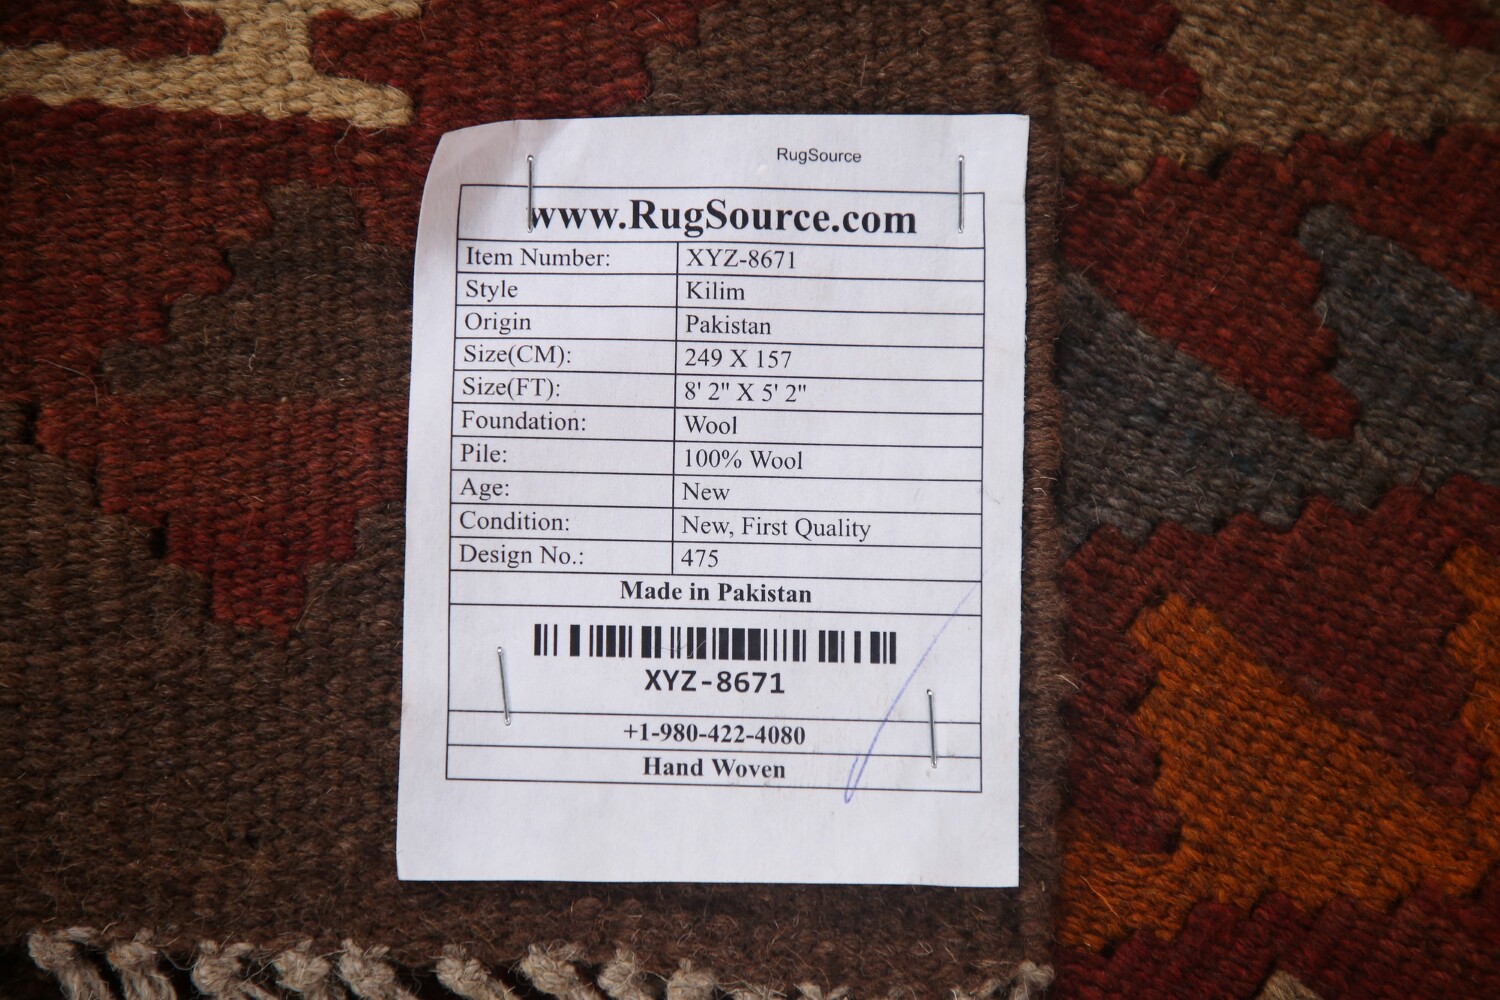 RugSource
www.RugSource.com
Item Number: XYZ-8671
Style Kilim
Origin Pakistan
Size(CM): 249 X 157
Size(FT): 8' 2" X 5' 2"
Foundation: Wool
Pile: 100% Wool
Age: New
Condition: New, First Quality
Design No.: 475
Made in Pakistan
XYZ-8671
+1-980-422-4080
Hand Woven